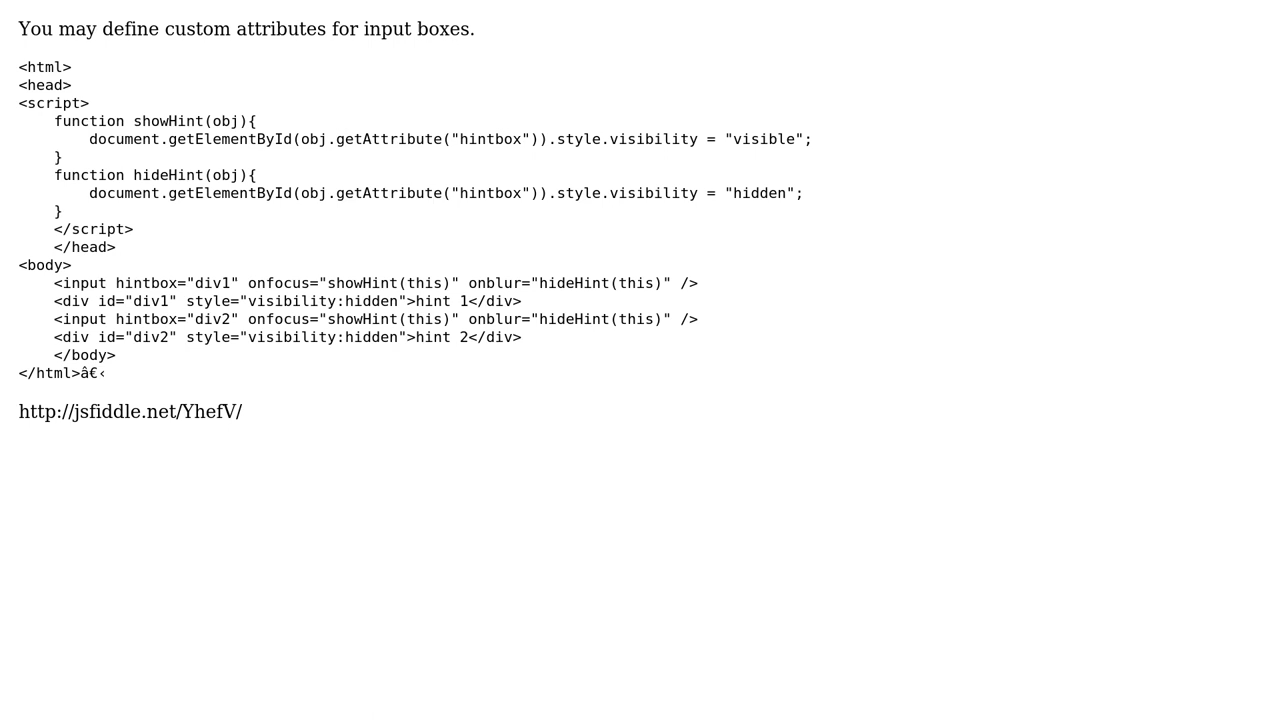 You may define custom attributes for input boxes.
<html>
<head>
<script>
    function showHint(obj){
        document.getElementById(obj.getAttribute("hintbox")).style.visibility = "visible";
    }
    function hideHint(obj){
        document.getElementById(obj.getAttribute("hintbox")).style.visibility = "hidden";
    }
    </script>
    </head>
<body>
    <input hintbox="div1" onfocus="showHint(this)" onblur="hideHint(this)" />
    <div id="div1" style="visibility:hidden">hint 1</div>
    <input hintbox="div2" onfocus="showHint(this)" onblur="hideHint(this)" />
    <div id="div2" style="visibility:hidden">hint 2</div>
    </body>
</html>â€‹
http://jsfiddle.net/YhefV/